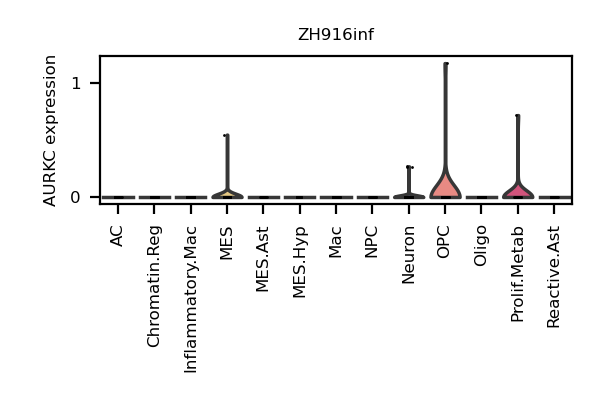 ZH916inf
AURKC expression
1
0
AC
Chromatin.Reg
Inflammatory.Mac
MES
MES.Ast
MES.Hyp
Mac
NPC
Neuron
OPC
Oligo
Prolif.Metab
Reactive.Ast